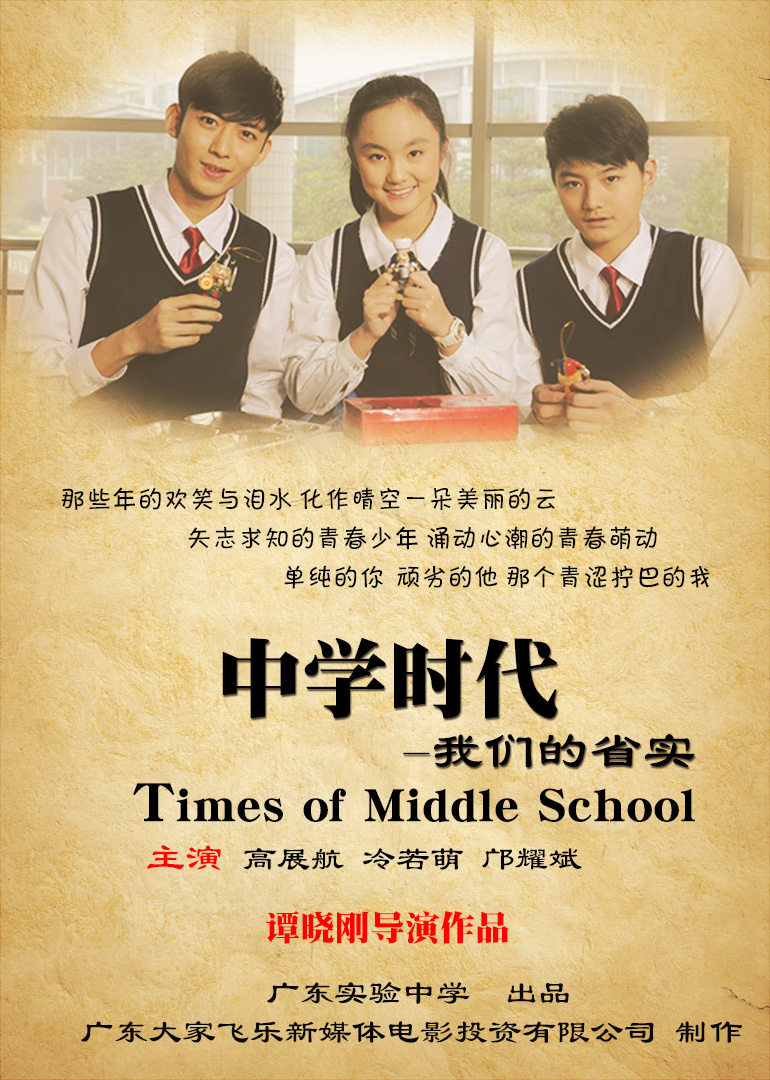 那些年的欢笑与泪水 化作晴空一朵美丽的云
矢志求知的青春少年 涌动心潮的青春萌动
单纯的你 顽劣的他 那个青涩拧巴的我
中学时代
—我们的省实
Times of Middle School
主演 高展航 冷若萌 邝耀斌
谭晓刚导演作品
广东实验中学 出品
广东大家飞乐新媒体电影投资有限公司 制作